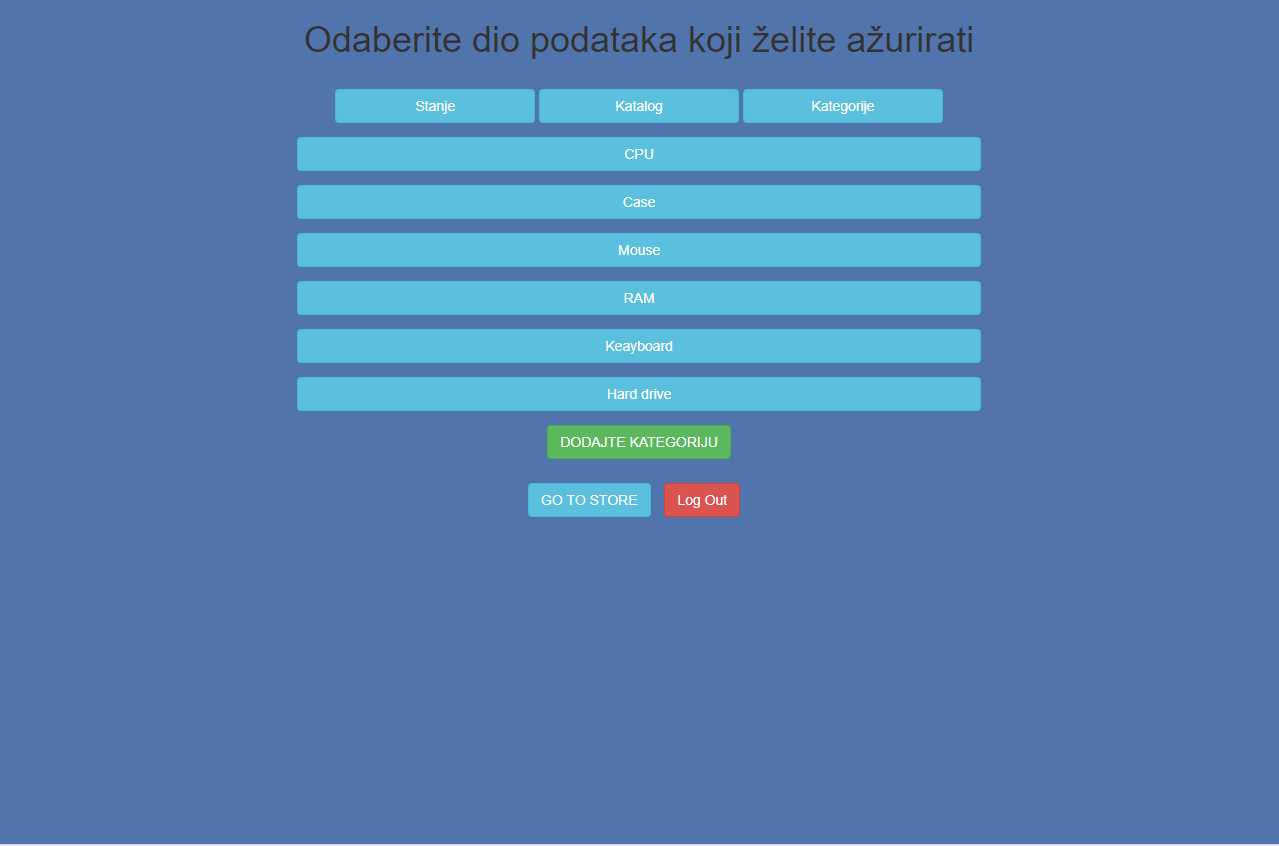 Odaberite dio podataka koji želite ažurirati
Stanje Katalog Kategorije
CPU
Case
Mouse
RAM
Keayboard
Hard drive
DODAJTE KATEGORIJU
GO TO STORE Log Out